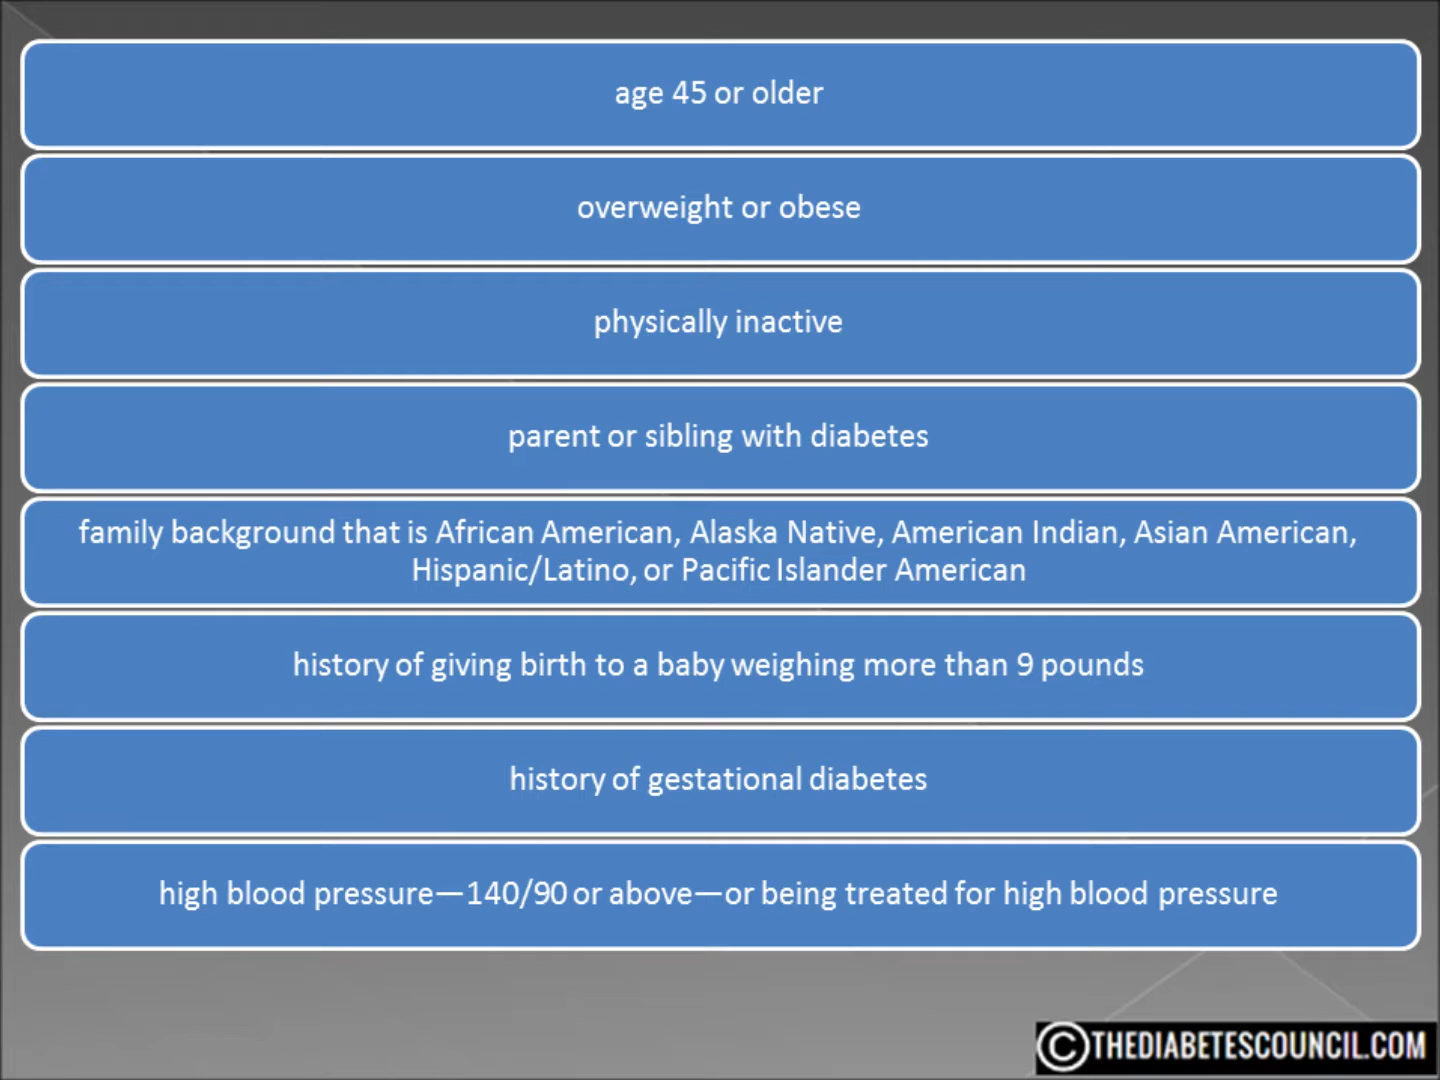 age 45 or older
overweight or obese
physically inactive
parent or sibling with diabetes
family background that is African American, Alaska Native, American Indian, Asian American,
Hispanic/Latino, or Pacific Islander American
history of giving birth to a baby weighing more than 9 pounds
history of gestational diabetes
high blood pressure—140/90 or above—or being treated for high blood pressure
©THEDIABETESCOUNCIL.COM